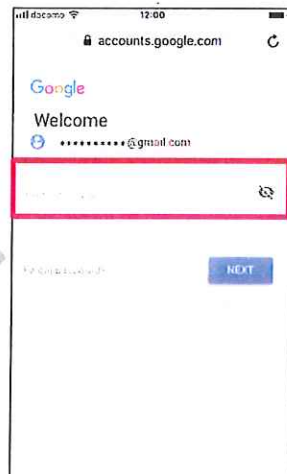 docomo 12:00
accounts.google.com
Google
Welcome
••••••••••@gmail.com
NEXT